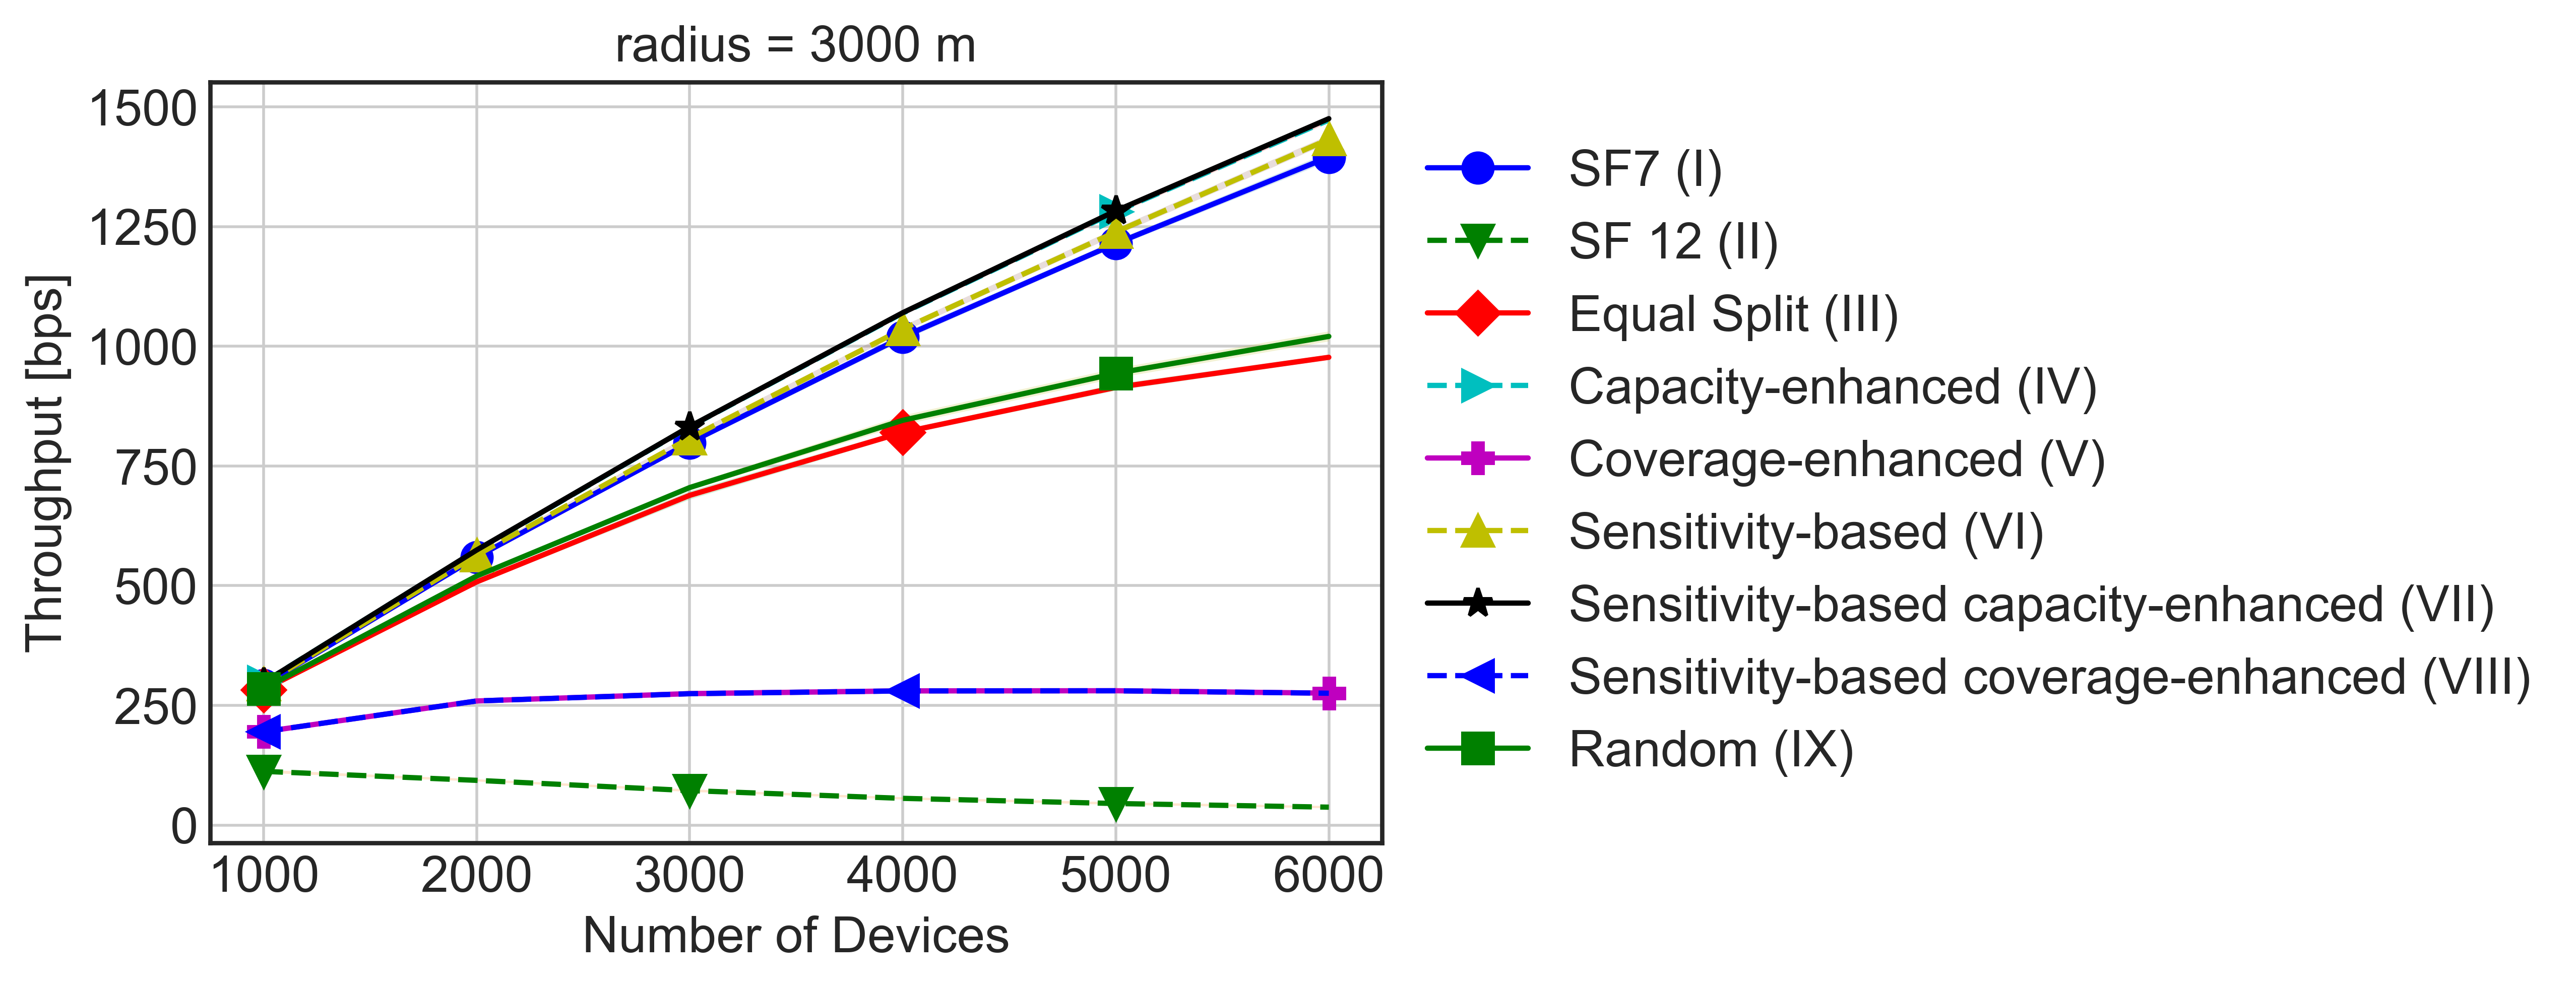 radius = 3000 m
1500
1250
1000
750
500
250
0
Throughput [bps]
1000 2000 3000 4000 5000 6000
Number of Devices
SF7 (I)
SF 12 (II)
Equal Split (III)
Capacity-enhanced (IV)
Coverage-enhanced (V)
Sensitivity-based (VI)
Sensitivity-based capacity-enhanced (VII)
Sensitivity-based coverage-enhanced (VIII)
Random (IX)